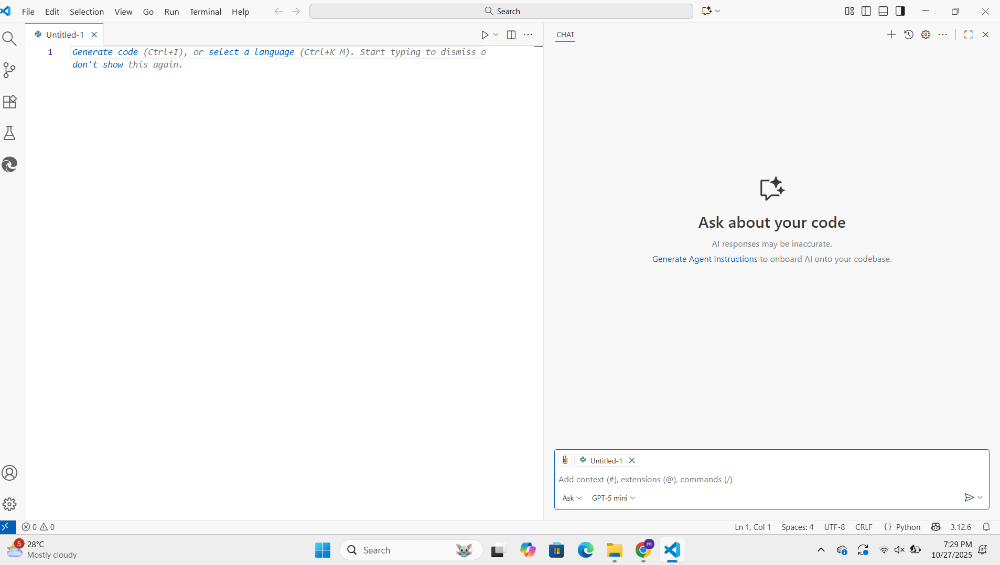 File Edit Selection View Go Run Terminal Help
Search
Untitled-1
1
Generate code (Ctrl+I), or select a language (Ctrl+K M). Start typing to dismiss o
don't show this again.
CHAT
Ask about your code
AI responses may be inaccurate.
Generate Agent Instructions to onboard AI onto your codebase.
Untitled-1
Add context (#), extensions (@), commands (/)
Ask GPT-5 mini
0 0
Ln 1, Col 1 Spaces: 4 UTF-8 CRLF {} Python 3.12.6
5
28°C
Mostly cloudy
Search
m
7:29 PM
10/27/2025